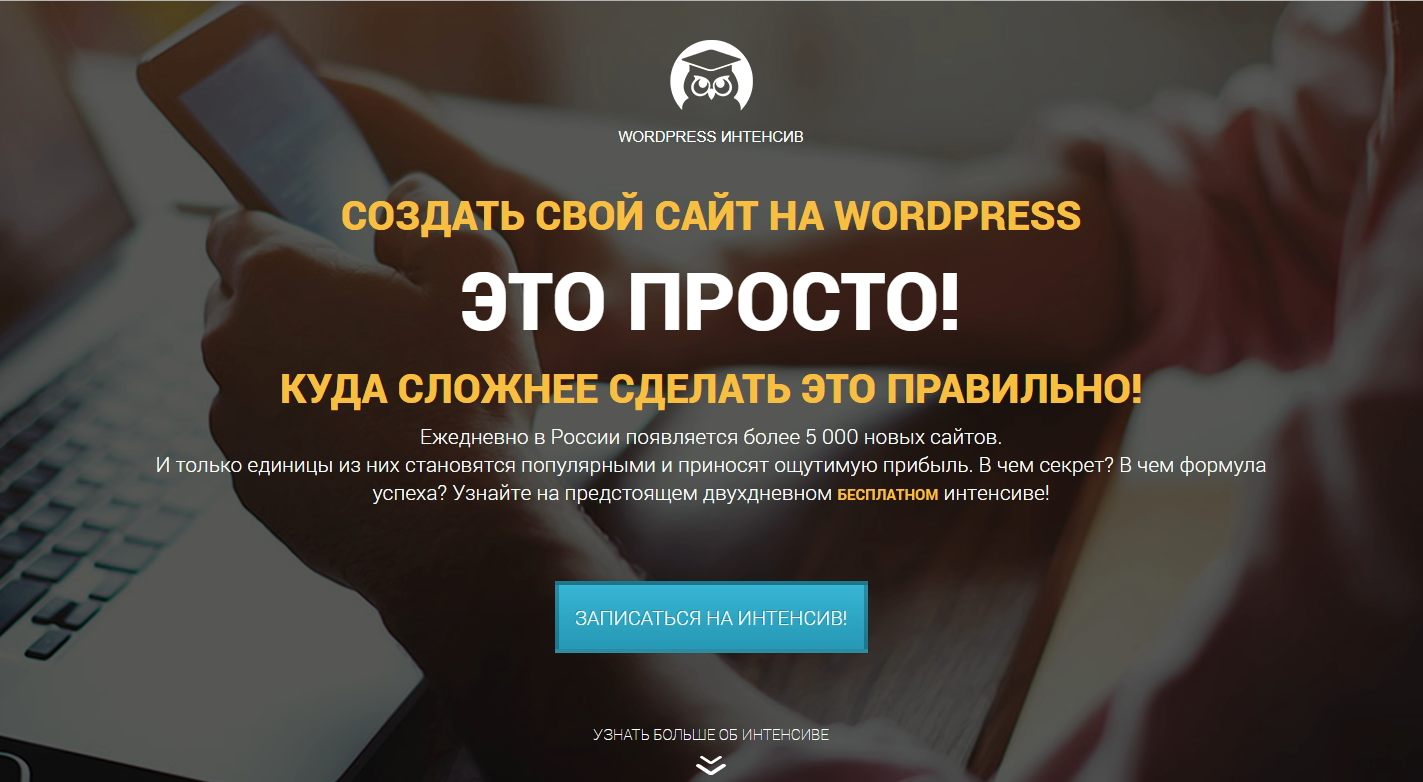 WORDPRESS ИНТЕНСИВ
СОЗДАТЬ СВОЙ САЙТ НА WORDPRESS
ЭТО ПРОСТО!
КУДА СЛОЖНЕЕ СДЕЛАТЬ ЭТО ПРАВИЛЬНО!
Ежедневно в России появляется более 5 000 новых сайтов.
И только единицы из них становятся популярными и приносят ощутимую прибыль. В чем секрет? В чем формула
успеха? Узнайте на предстоящем двухдневном БЕСПЛАТНОМ интенсиве!
ЗАПИСАТЬСЯ НА ИНТЕНСИВ!
УЗНАТЬ БОЛЬШЕ ОБ ИНТЕНСИВЕ